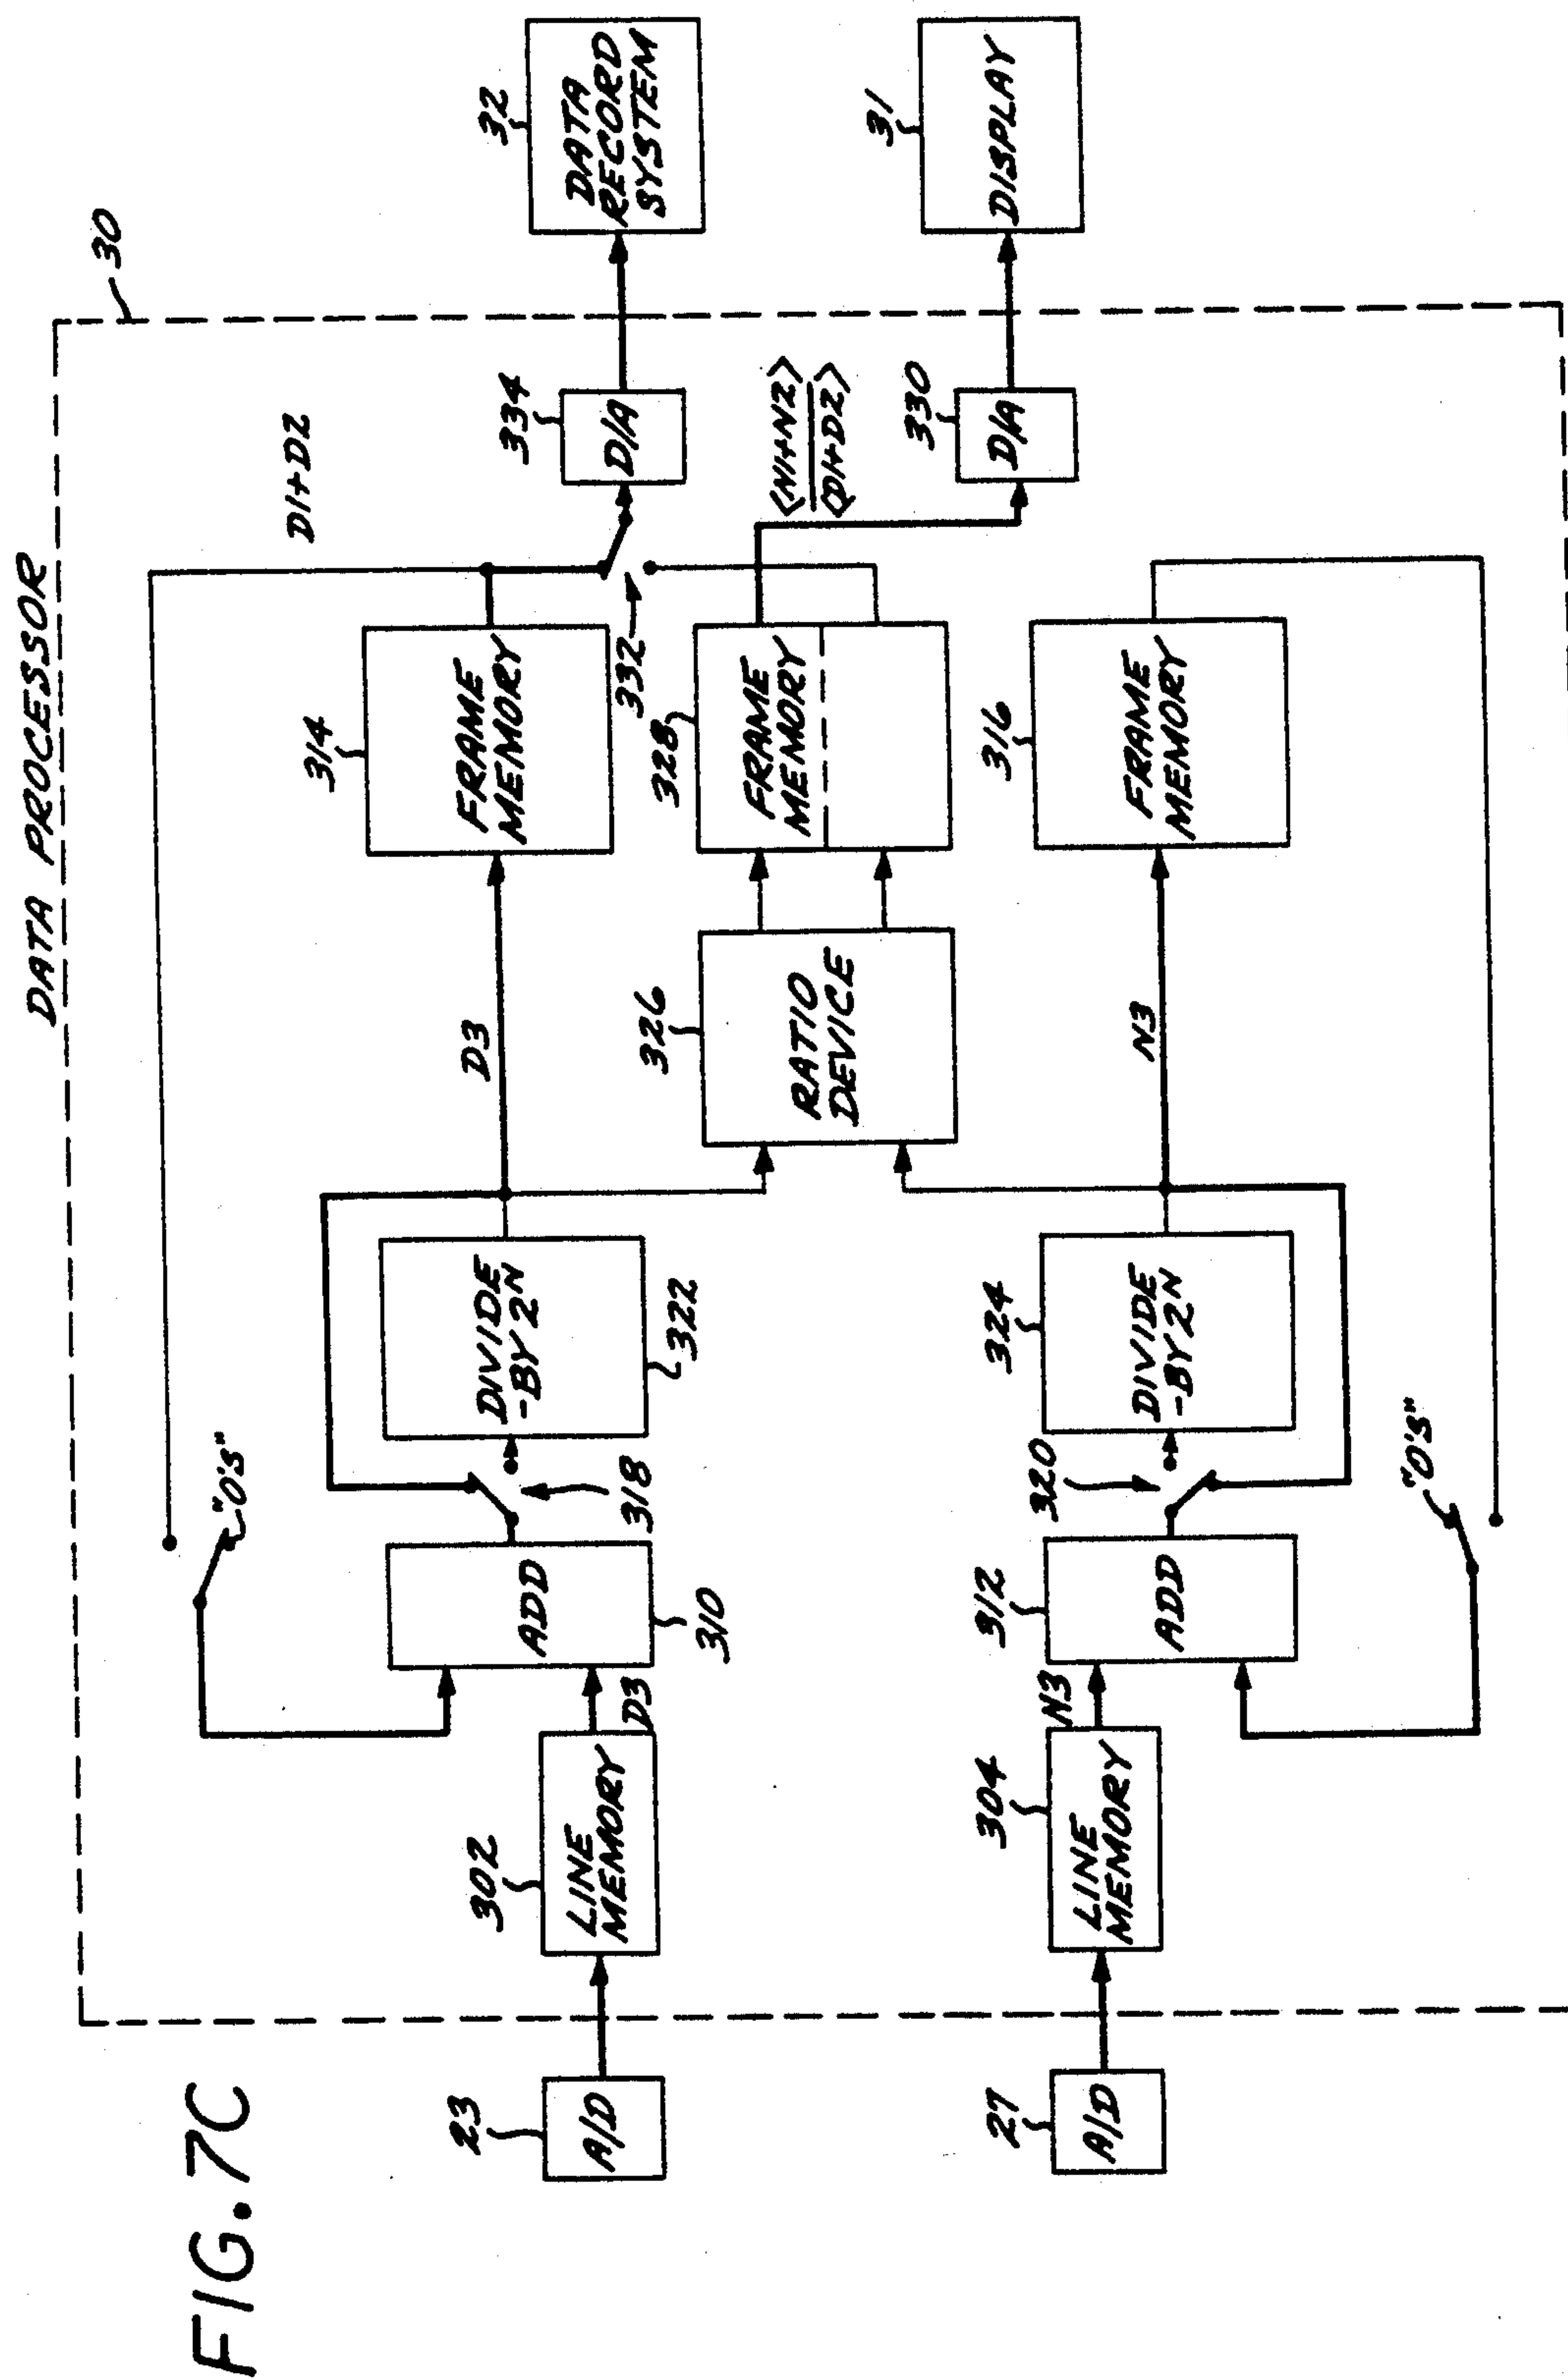 FIG. 7C
DATA PROCESSOR
30
23
A/D
302
LINE
MEMORY
D3
ADD
310
"0'S"
318
DIVIDE
-BY 2N
322
D3
314
FRAME
MEMORY
D1+D2
332
334
D/A
32
DATA
RECORD
SYSTEM
326
RATIO
DEVICE
328
FRAME
MEMORY
<N1+N2>
<D1+D2>
330
D/A
31
DISPLAY
27
A/D
304
LINE
MEMORY
N3
312
ADD
320
"0'S"
324
DIVIDE
-BY 2N
N3
316
FRAME
MEMORY